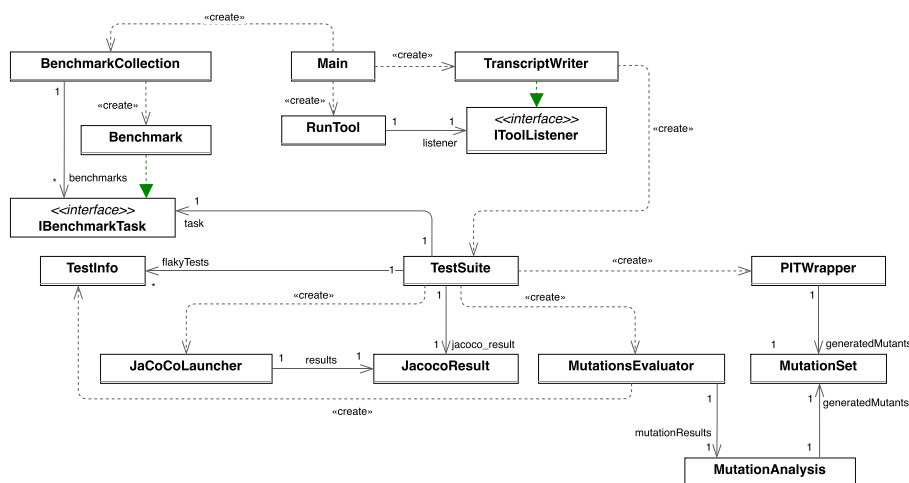 «create»
BenchmarkCollection
Main
«create»
TranscriptWriter
1
«create»
«create»
<<interface>>
IToolListener
«create»
Benchmark
RunTool
1
1
listener
benchmarks
*
<<interface>>
IBenchmarkTask
1
task
1
TestInfo
flakyTests
*
1
TestSuite
«create»
PITWrapper
«create»
1
«create»
1
1
jacoco_result
1
generatedMutants
JaCoCoLauncher
1
results
1
JacocoResult
MutationsEvaluator
MutationSet
«create»
1
1
generatedMutants
mutationResults
1
1
MutationAnalysis